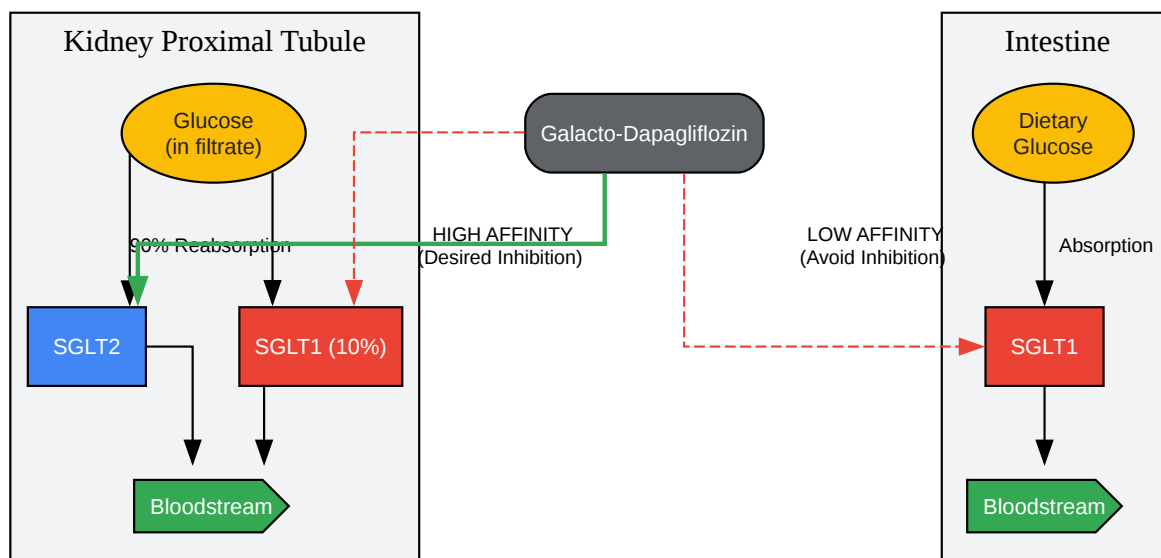 Kidney Proximal Tubule
Intestine
Glucose
(in filtrate)
Galacto-Dapagliflozin
Dietary
Glucose
90% Reabsorption
HIGH AFFINITY
(Desired Inhibition)
LOW AFFINITY
(Avoid Inhibition)
Absorption
SGLT2
SGLT1 (10%)
SGLT1
Bloodstream
Bloodstream